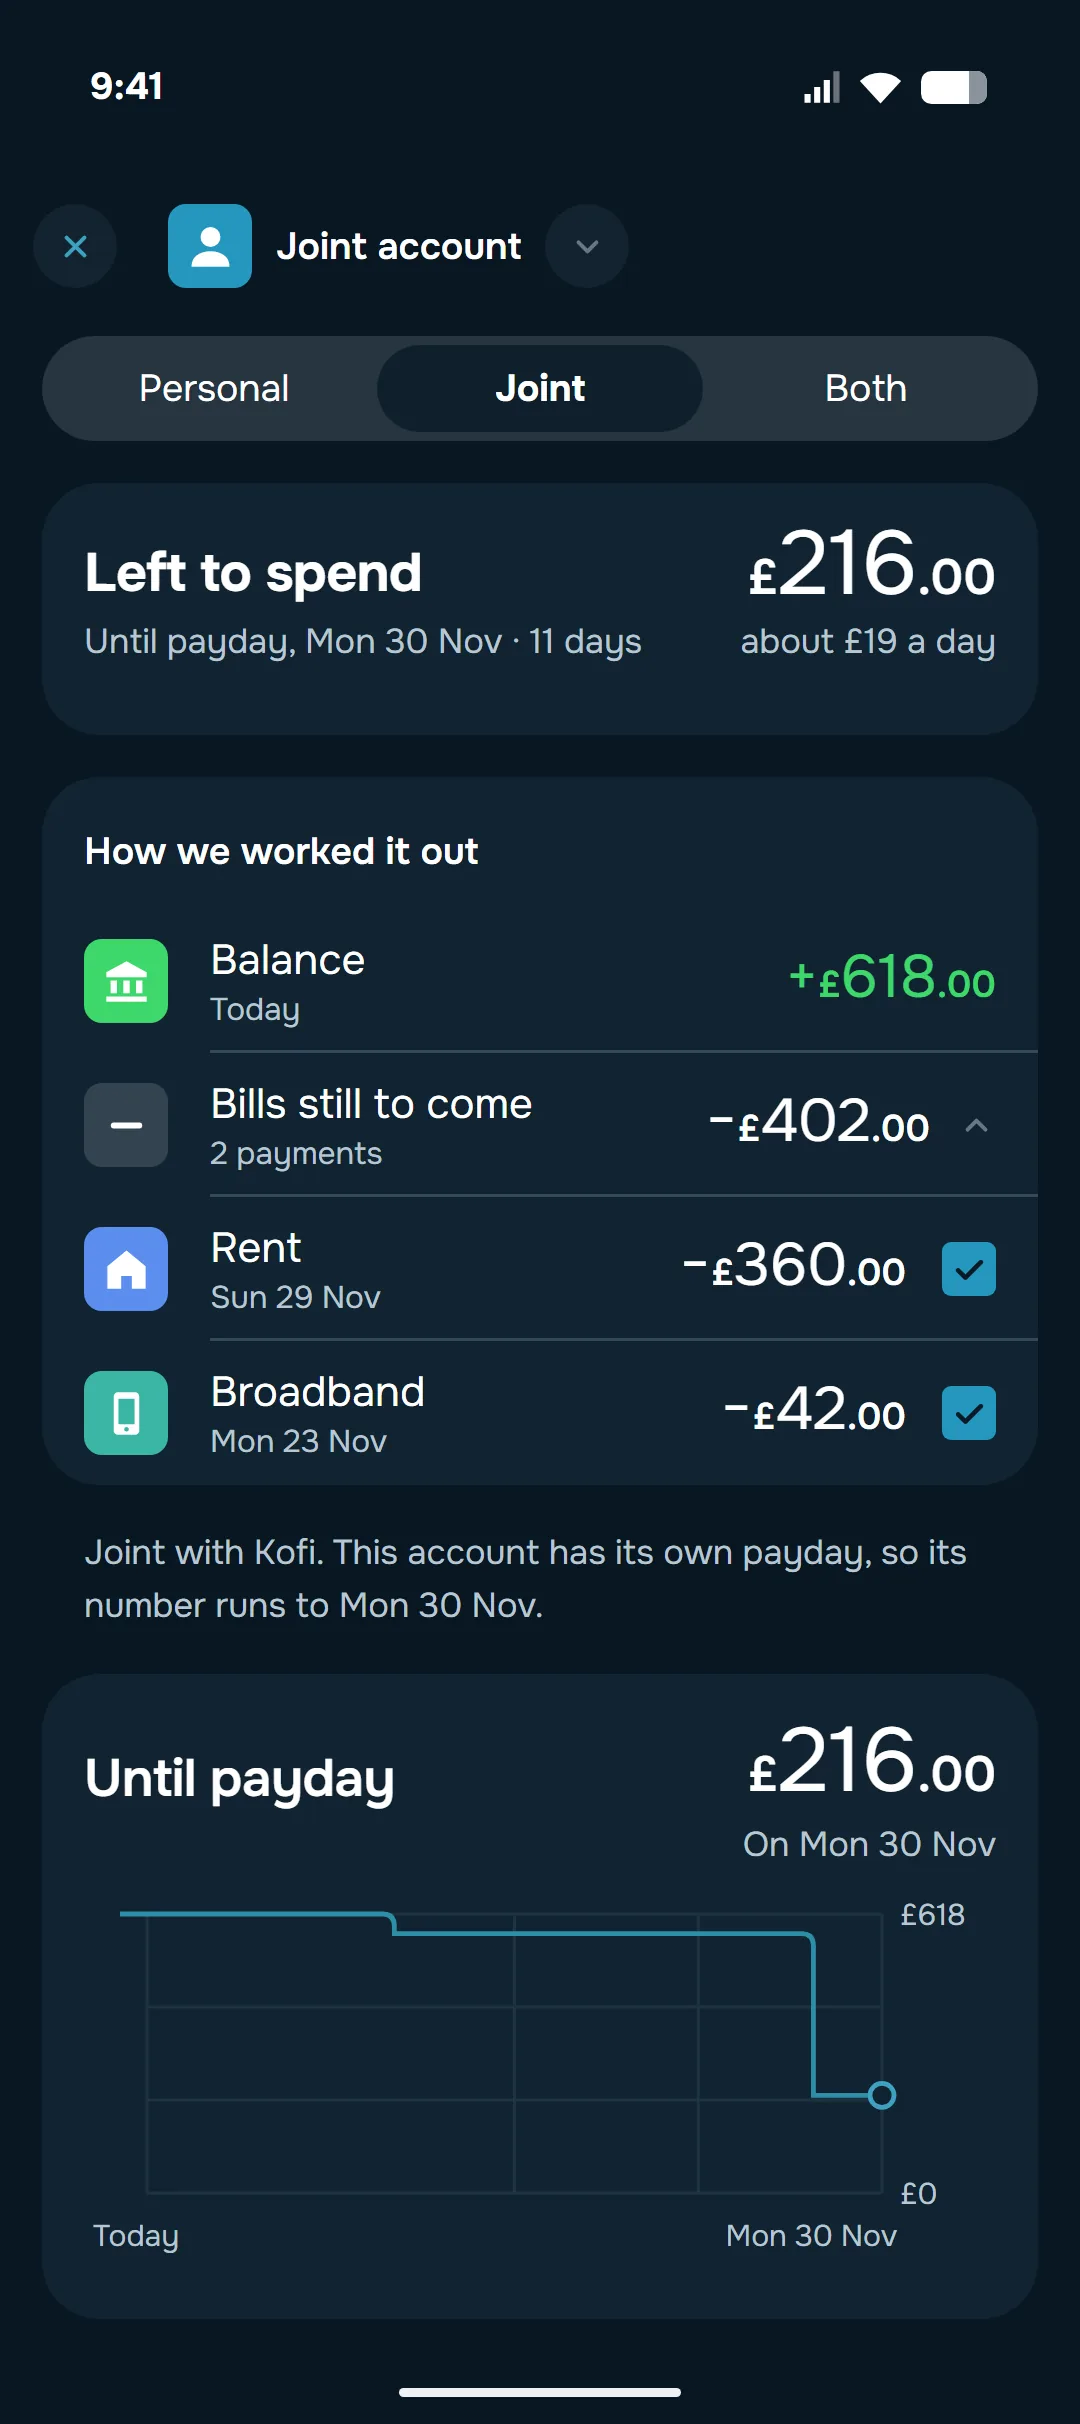 9:41
Joint account
Personal Joint Both
Left to spend £216.00
Until payday, Mon 30 Nov · 11 days about £19 a day
How we worked it out
Balance +£618.00
Today
Bills still to come −£402.00
2 payments
Rent −£360.00
Sun 29 Nov
Broadband −£42.00
Mon 23 Nov
Joint with Kofi. This account has its own payday, so its
number runs to Mon 30 Nov.
Until payday £216.00
On Mon 30 Nov
£618
£0
Today Mon 30 Nov